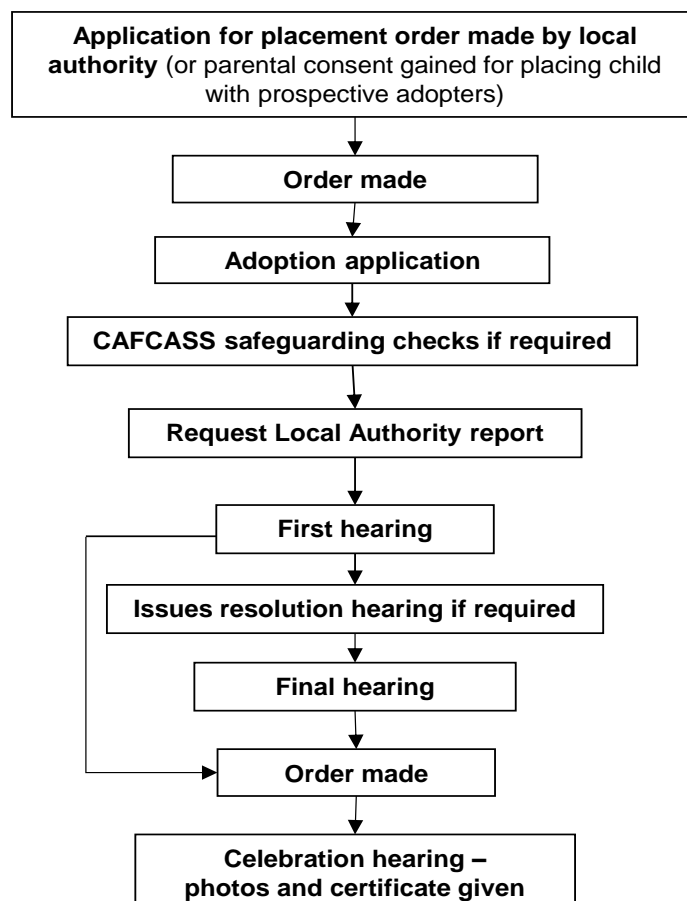 Application for placement order made by local
authority (or parental consent gained for placing child
with prospective adopters)
Order made
Adoption application
CAFCASS safeguarding checks if required
Request Local Authority report
First hearing
Issues resolution hearing if required
Final hearing
Order made
Celebration hearing –
photos and certificate given